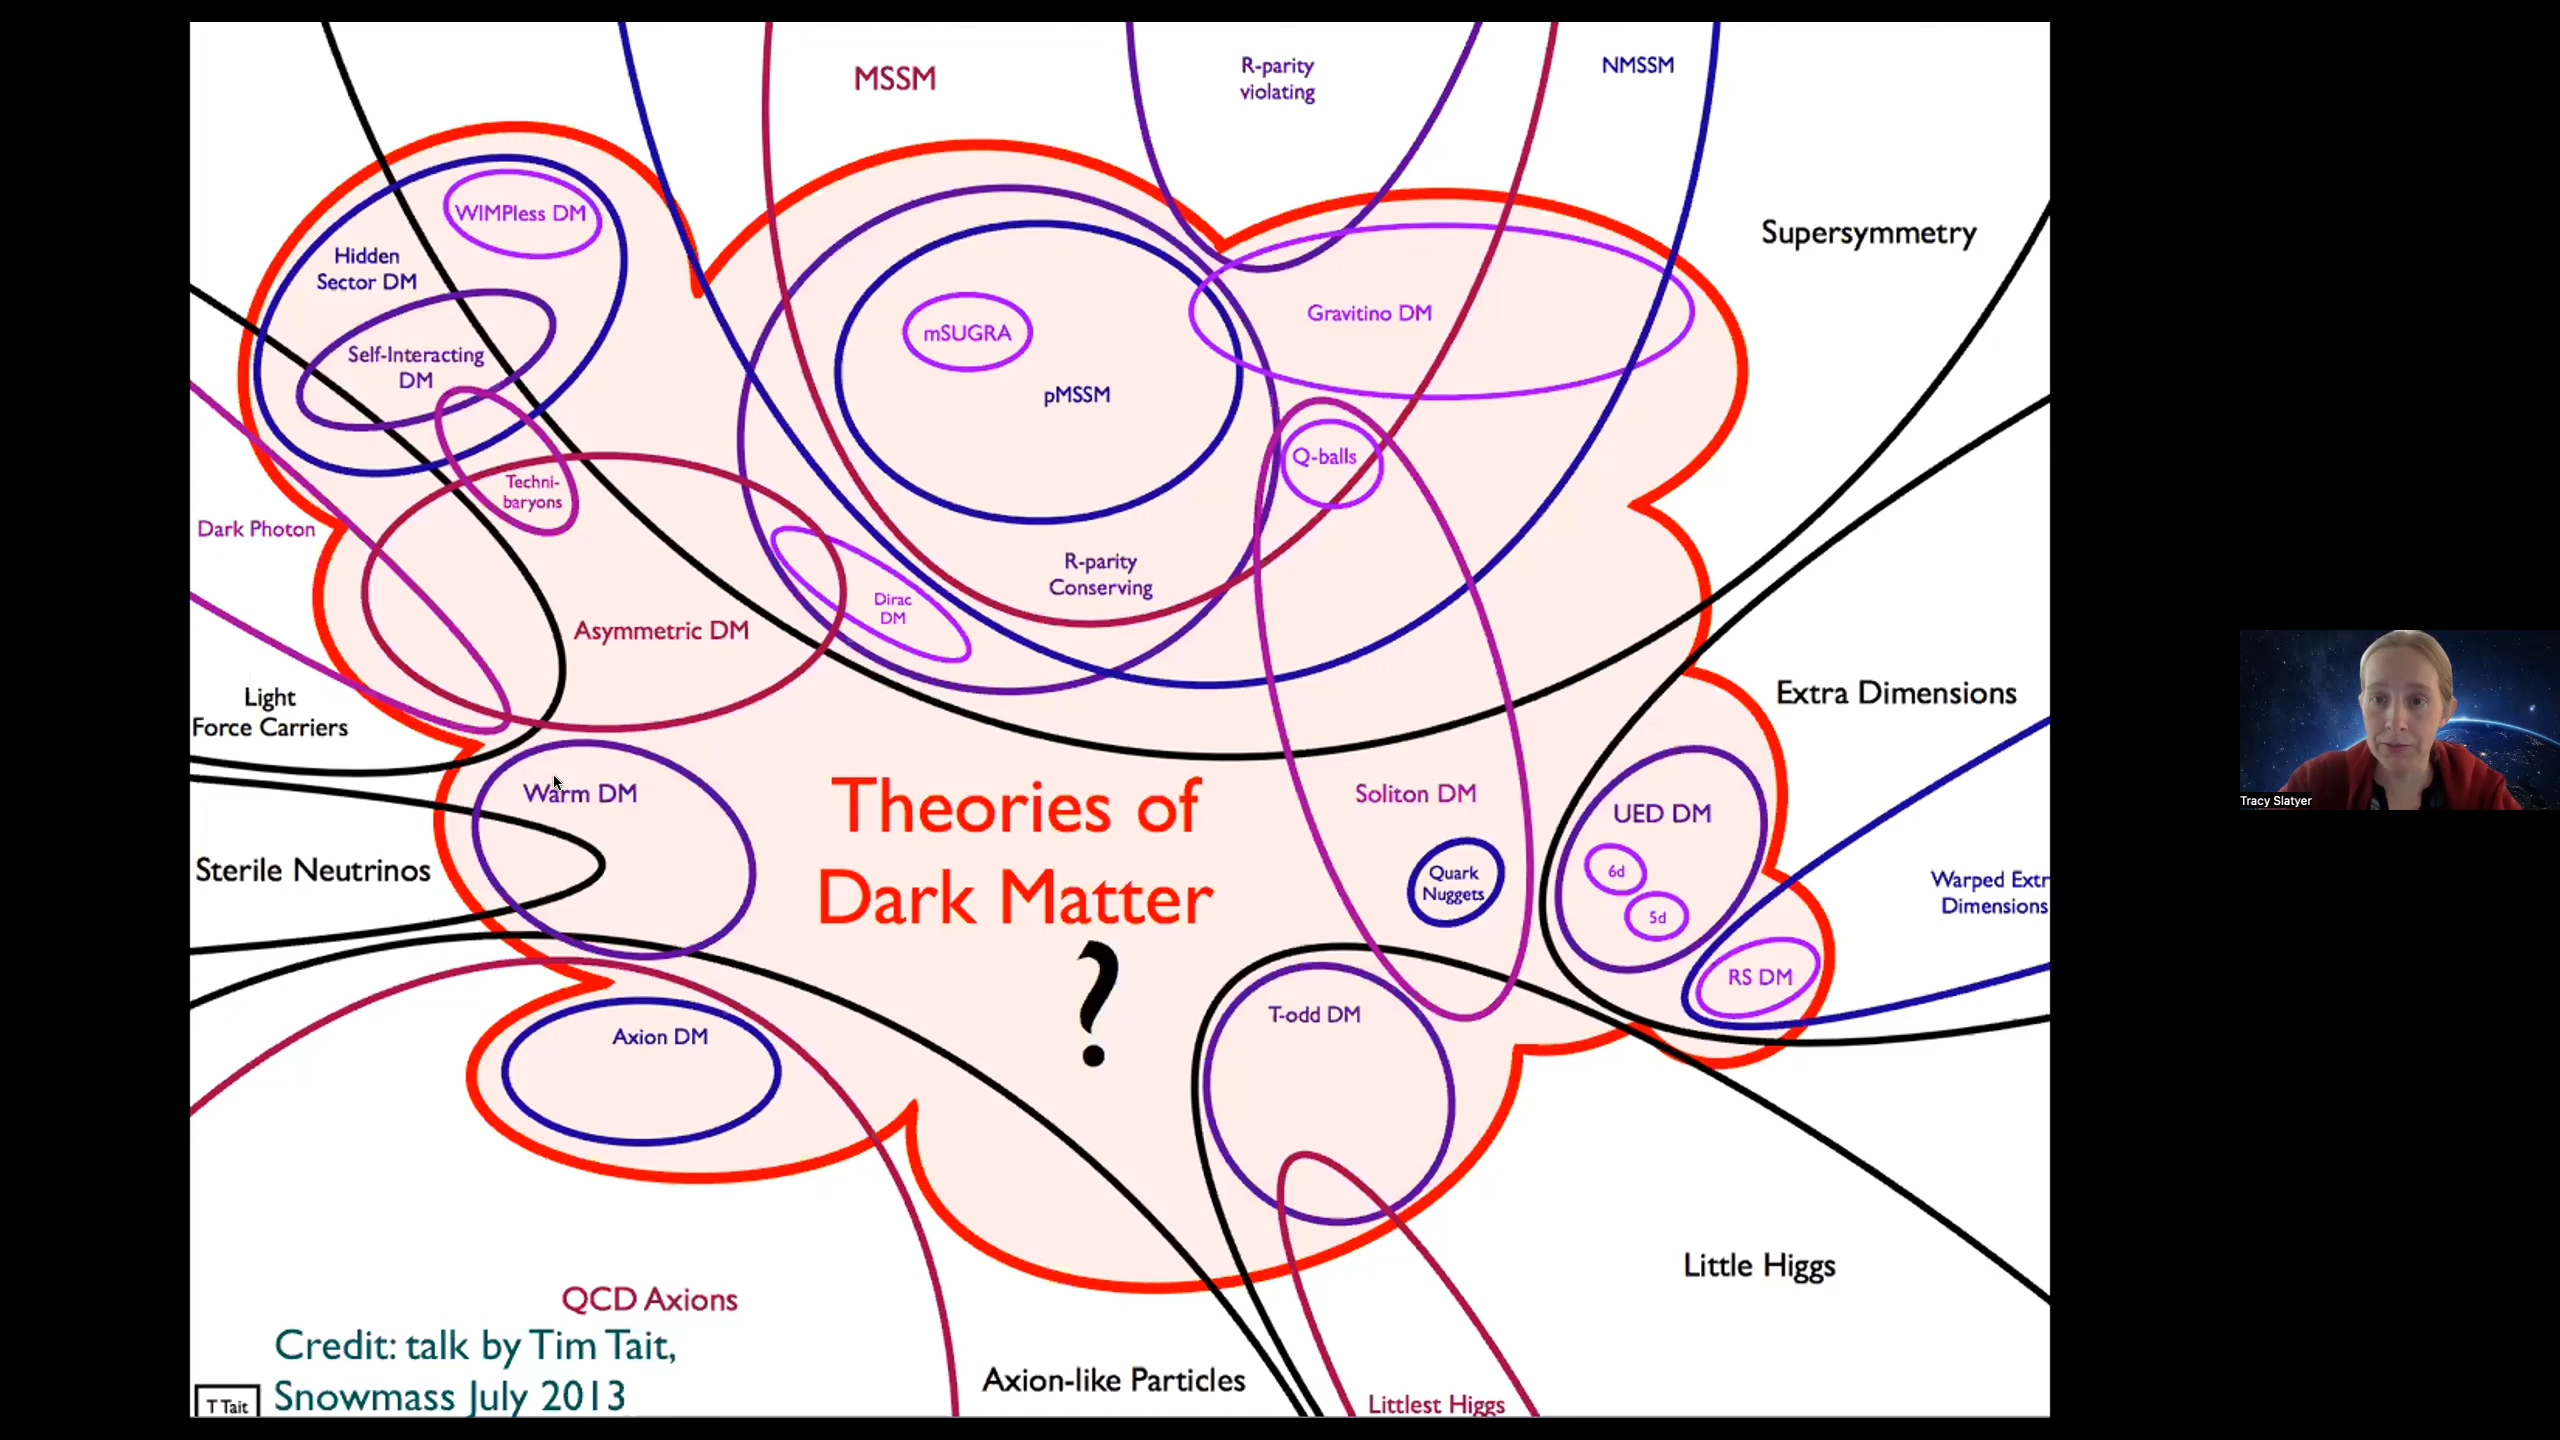 MSSM
R-parity
violating
NMSSM
Supersymmetry
WIMPless DM
Hidden
Sector DM
Self-Interacting
DM
mSUGRA
pMSSM
Gravitino DM
Q-balls
Techni-
baryons
Dark Photon
R-parity
Conserving
Dirac
DM
Asymmetric DM
Light
Force Carriers
Extra Dimensions
Warm DM
Theories of
Dark Matter
?
Soliton DM
UED DM
Sterile Neutrinos
Quark
Nuggets
6d
5d
Warped Extr
Dimensions
RS DM
Axion DM
T-odd DM
Little Higgs
QCD Axions
Credit: talk by Tim Tait,
Snowmass July 2013
T Tait
Axion-like Particles
Littlest Higgs
Tracy Slatyer